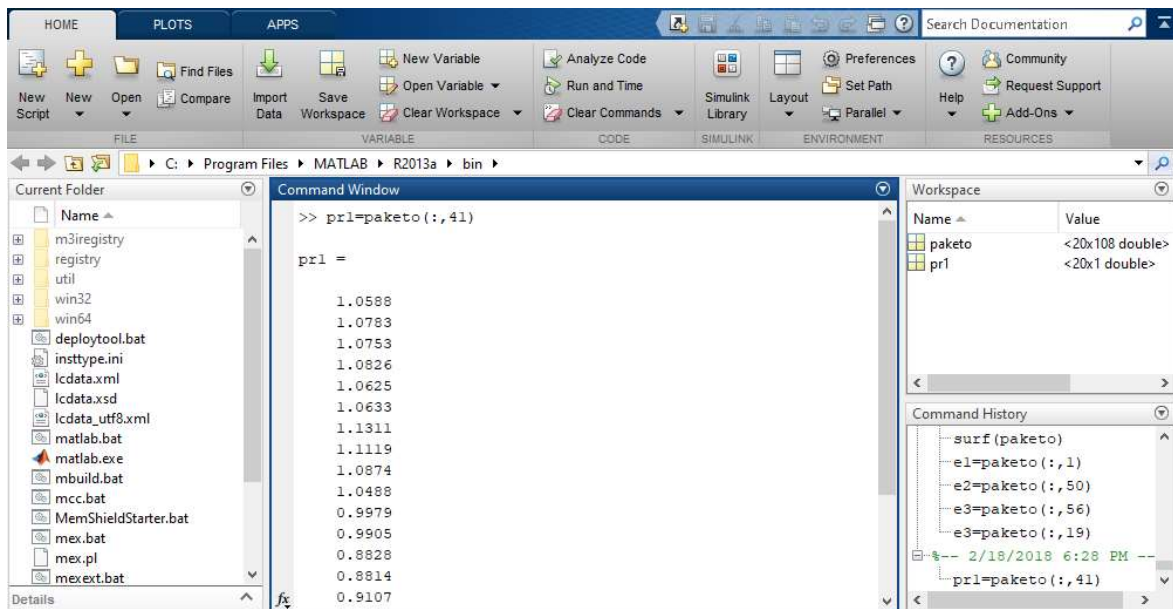 HOME PLOTS APPS Search Documentation
New Script
New
Open
Find Files
Compare
FILE
Import Data
Save Workspace
New Variable
Open Variable
Clear Workspace
VARIABLE
Analyze Code
Run and Time
Clear Commands
CODE
Simulink Library
SIMULINK
Layout
Preferences
Set Path
Parallel
ENVIRONMENT
Help
Community
Request Support
Add-Ons
RESOURCES
C: Program Files MATLAB R2013a bin
Current Folder
Name
m3iregistry
registry
util
win32
win64
deploytool.bat
insttype.ini
lcdata.xml
lcdata.xsd
lcdata_utf8.xml
matlab.bat
matlab.exe
mbuild.bat
mcc.bat
MemShieldStarter.bat
mex.bat
mex.pl
mexext.bat
Details
Command Window
>> pr1=paketo(:,41)
pr1 =
1.0588
1.0783
1.0753
1.0826
1.0625
1.0633
1.1311
1.1119
1.0874
1.0488
0.9979
0.9905
0.8828
0.8814
0.9107
fx
Workspace
Name Value
paketo <20x108 double>
pr1 <20x1 double>
Command History
surf(paketo)
e1=paketo(:,1)
e2=paketo(:,50)
e3=paketo(:,56)
e3=paketo(:,19)
%-- 2/18/2018 6:28 PM --
pr1=paketo(:,41)